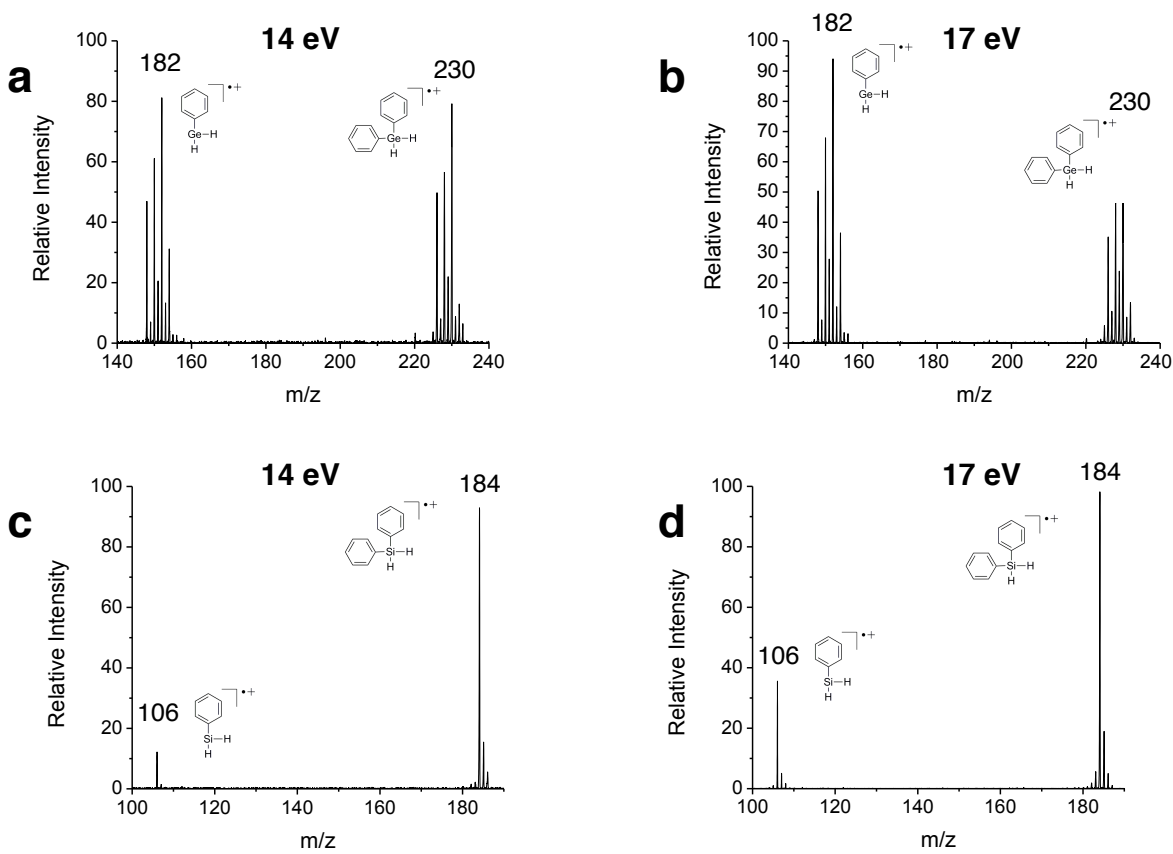 a
14 eV
182
230
Ge H
H
•+
Ge H
H
•+
Relative Intensity
100
80
60
40
20
0
140 160 180 200 220 240
m/z
b
17 eV
182
230
Ge H
H
•+
Ge H
H
•+
Relative Intensity
100
90
80
70
60
50
40
30
20
10
0
140 160 180 200 220 240
m/z
c
14 eV
184
106
Si H
H
•+
Si H
H
•+
Relative Intensity
100
80
60
40
20
0
100 120 140 160 180
m/z
d
17 eV
184
106
Si H
H
•+
Si H
H
•+
Relative Intensity
100
80
60
40
20
0
100 120 140 160 180
m/z